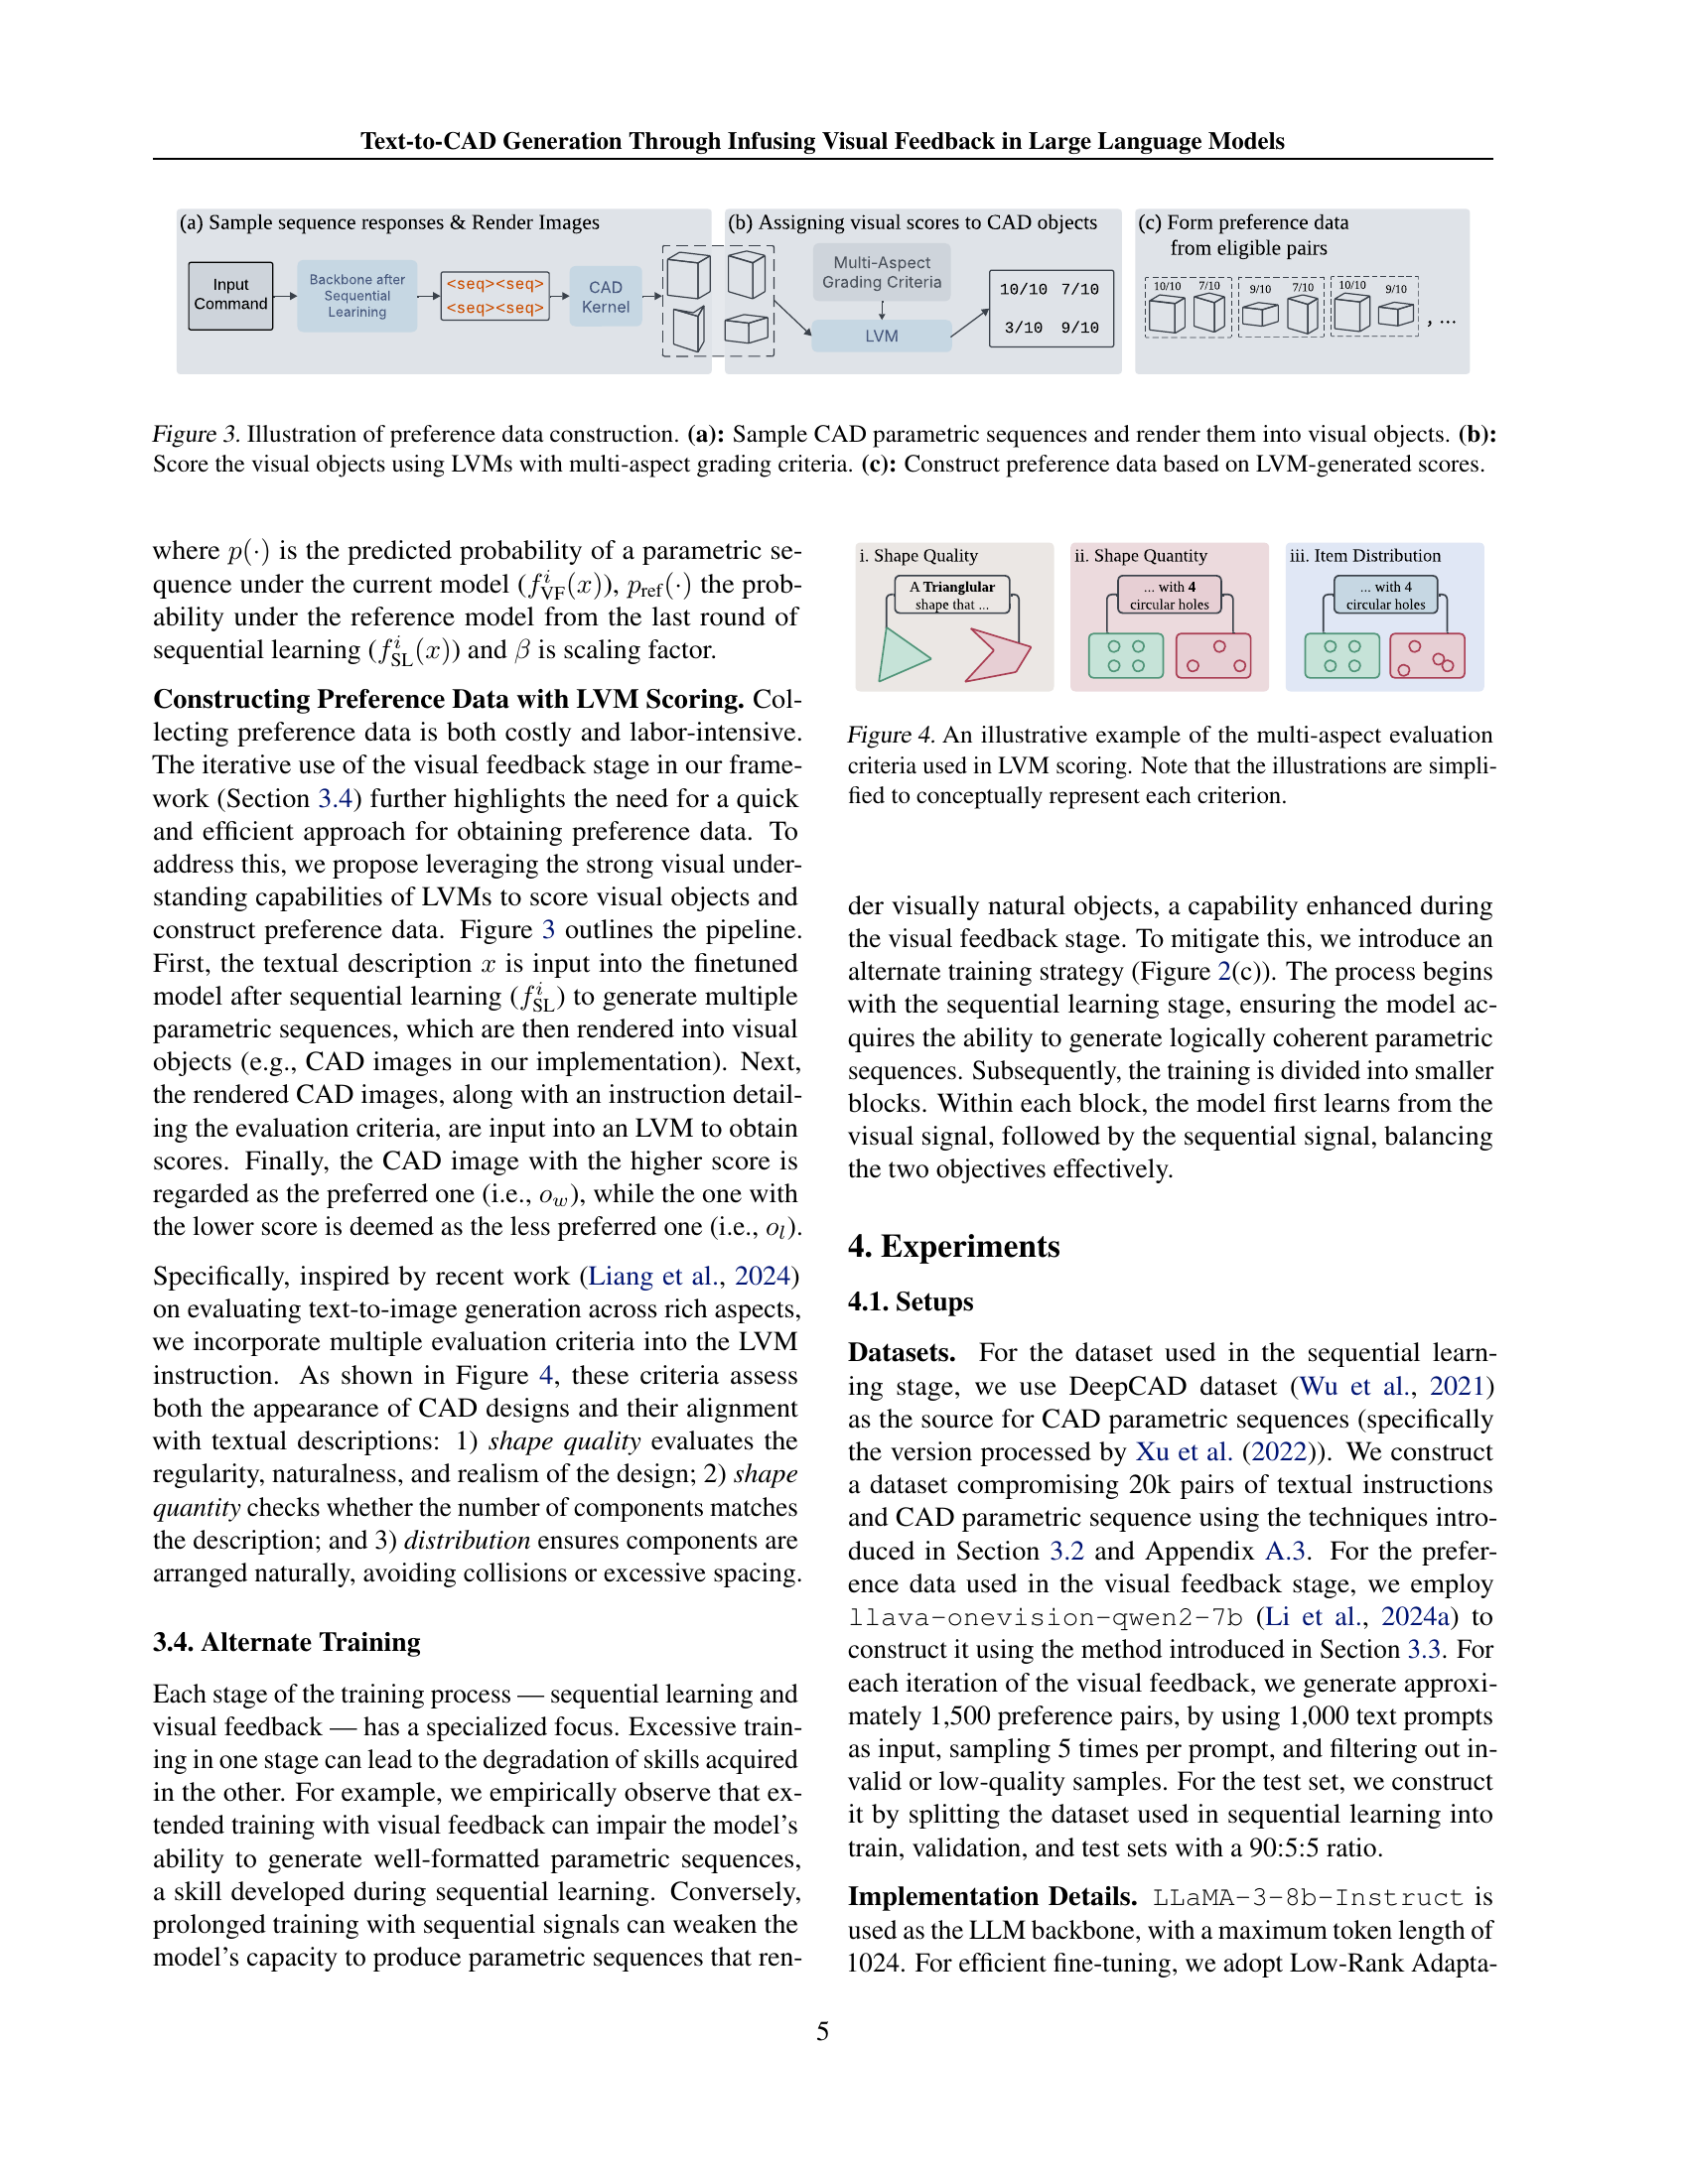 Text-to-CAD Generation Through Infusing Visual Feedback in Large Language Models
(a) Sample sequence responses & Render Images
Input
Command
Backbone after
Sequential
Learining
<seq><seq>
<seq><seq>
CAD
Kernel
(b) Assigning visual scores to CAD objects
Multi-Aspect
Grading Criteria
LVM
10/10 7/10
3/10 9/10
(c) Form preference data
from eligible pairs
10/10 7/10 9/10 7/10 10/10 9/10
, ...
Figure 3. Illustration of preference data construction. (a): Sample CAD parametric sequences and render them into visual objects. (b):
Score the visual objects using LVMs with multi-aspect grading criteria. (c): Construct preference data based on LVM-generated scores.
where p(·) is the predicted probability of a parametric se-
quence under the current model (f^i_VF(x)), p_ref(·) the prob-
ability under the reference model from the last round of
sequential learning (f^i_SL(x)) and β is scaling factor.
Constructing Preference Data with LVM Scoring. Col-
lecting preference data is both costly and labor-intensive.
The iterative use of the visual feedback stage in our frame-
work (Section 3.4) further highlights the need for a quick
and efficient approach for obtaining preference data. To
address this, we propose leveraging the strong visual under-
standing capabilities of LVMs to score visual objects and
construct preference data. Figure 3 outlines the pipeline.
First, the textual description x is input into the finetuned
model after sequential learning (f^i_SL) to generate multiple
parametric sequences, which are then rendered into visual
objects (e.g., CAD images in our implementation). Next,
the rendered CAD images, along with an instruction detail-
ing the evaluation criteria, are input into an LVM to obtain
scores. Finally, the CAD image with the higher score is
regarded as the preferred one (i.e., o_w), while the one with
the lower score is deemed as the less preferred one (i.e., o_l).
Specifically, inspired by recent work (Liang et al., 2024)
on evaluating text-to-image generation across rich aspects,
we incorporate multiple evaluation criteria into the LVM
instruction. As shown in Figure 4, these criteria assess
both the appearance of CAD designs and their alignment
with textual descriptions: 1) shape quality evaluates the
regularity, naturalness, and realism of the design; 2) shape
quantity checks whether the number of components matches
the description; and 3) distribution ensures components are
arranged naturally, avoiding collisions or excessive spacing.
3.4. Alternate Training
Each stage of the training process — sequential learning and
visual feedback — has a specialized focus. Excessive train-
ing in one stage can lead to the degradation of skills acquired
in the other. For example, we empirically observe that ex-
tended training with visual feedback can impair the model's
ability to generate well-formatted parametric sequences,
a skill developed during sequential learning. Conversely,
prolonged training with sequential signals can weaken the
model's capacity to produce parametric sequences that ren-
i. Shape Quality
A Trianglular
shape that ...
ii. Shape Quantity
... with 4
circular holes
iii. Item Distribution
... with 4
circular holes
Figure 4. An illustrative example of the multi-aspect evaluation
criteria used in LVM scoring. Note that the illustrations are simpli-
fied to conceptually represent each criterion.
der visually natural objects, a capability enhanced during
the visual feedback stage. To mitigate this, we introduce an
alternate training strategy (Figure 2(c)). The process begins
with the sequential learning stage, ensuring the model ac-
quires the ability to generate logically coherent parametric
sequences. Subsequently, the training is divided into smaller
blocks. Within each block, the model first learns from the
visual signal, followed by the sequential signal, balancing
the two objectives effectively.
4. Experiments
4.1. Setups
Datasets. For the dataset used in the sequential learn-
ing stage, we use DeepCAD dataset (Wu et al., 2021)
as the source for CAD parametric sequences (specifically
the version processed by Xu et al. (2022)). We construct
a dataset compromising 20k pairs of textual instructions
and CAD parametric sequence using the techniques intro-
duced in Section 3.2 and Appendix A.3. For the prefer-
ence data used in the visual feedback stage, we employ
llava-onevision-qwen2-7b (Li et al., 2024a) to
construct it using the method introduced in Section 3.3. For
each iteration of the visual feedback, we generate approxi-
mately 1,500 preference pairs, by using 1,000 text prompts
as input, sampling 5 times per prompt, and filtering out in-
valid or low-quality samples. For the test set, we construct
it by splitting the dataset used in sequential learning into
train, validation, and test sets with a 90:5:5 ratio.
Implementation Details. LLaMA-3-8b-Instruct is
used as the LLM backbone, with a maximum token length of
1024. For efficient fine-tuning, we adopt Low-Rank Adapta-
5